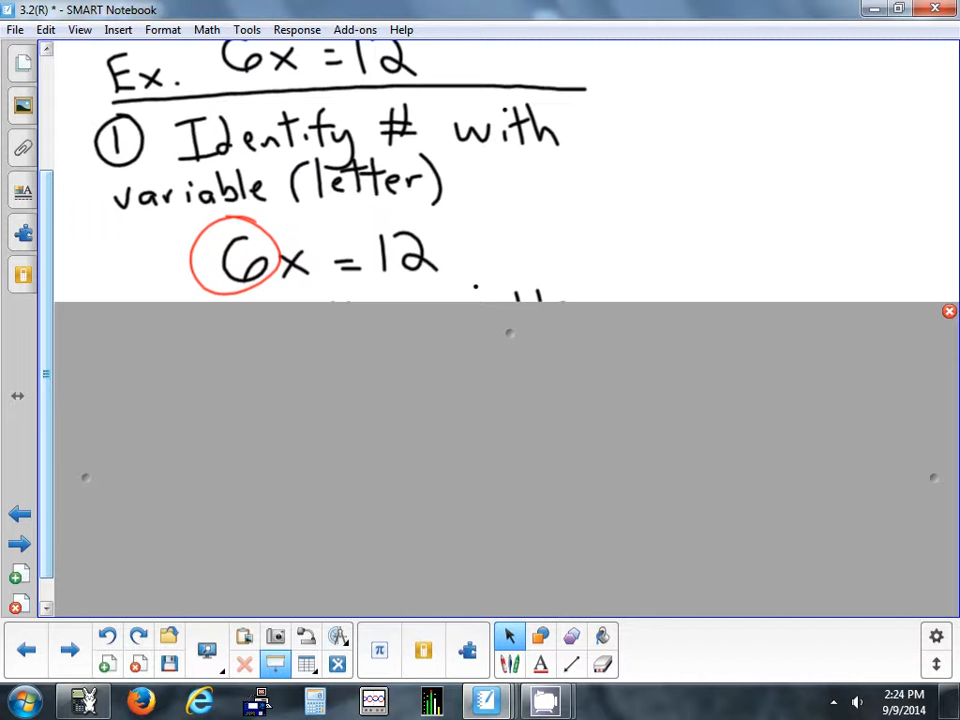 3.2(R) * - SMART Notebook
File Edit View Insert Format Math Tools Response Add-ons Help
Ex. 6x = 12
① Identify # with
variable (letter)
6x = 12
2:24 PM
9/9/2014